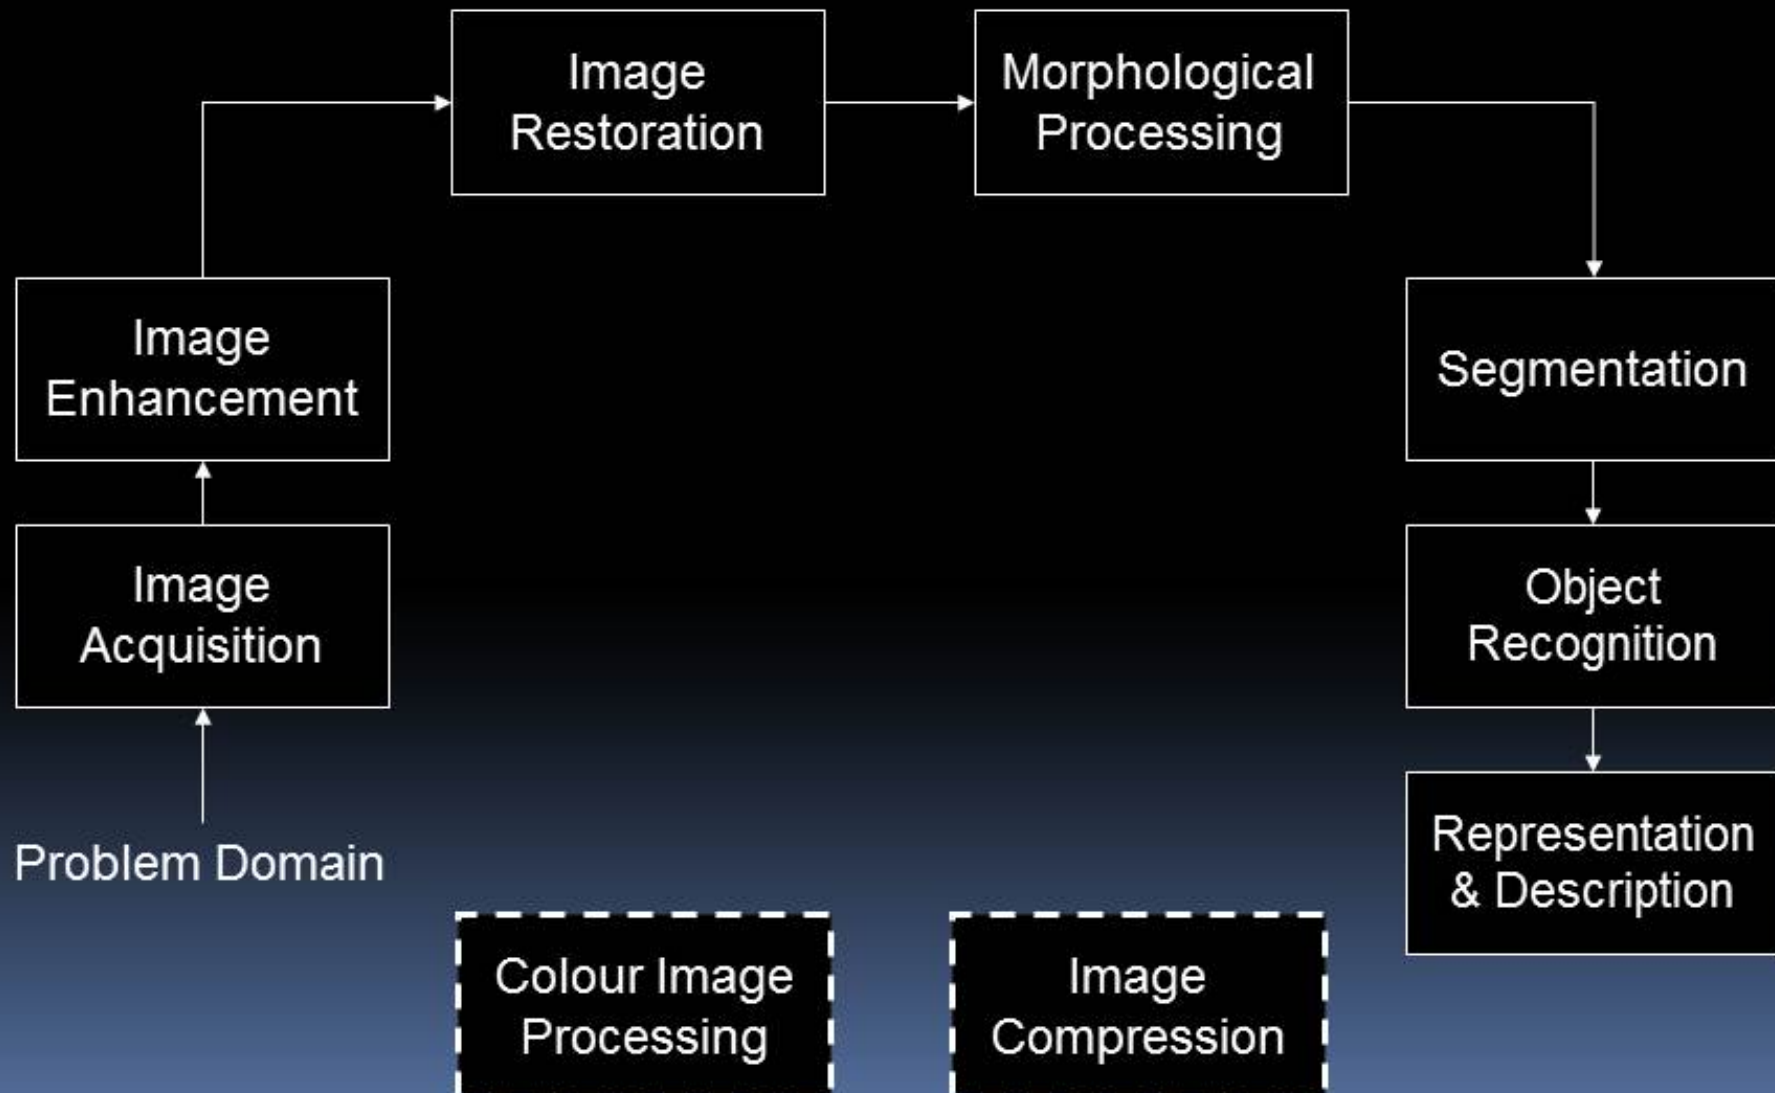 Image
Restoration
Morphological
Processing
Image
Enhancement
Segmentation
Image
Acquisition
Object
Recognition
Problem Domain
Representation
& Description
Colour Image
Processing
Image
Compression